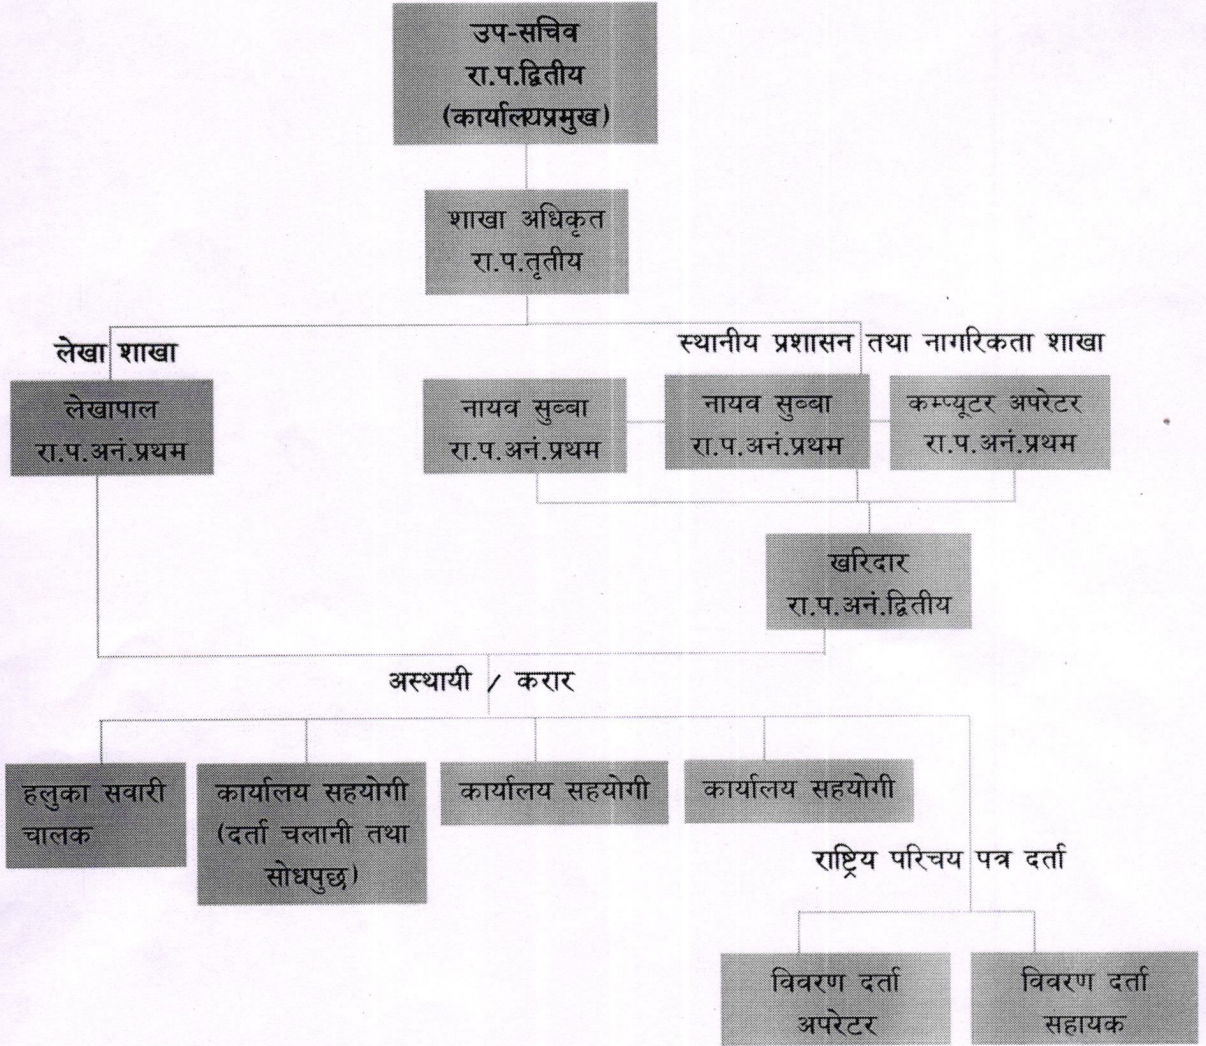 उप-सचिव
रा.प.द्वितीय
(कार्यालयप्रमुख)
शाखा अधिकृत
रा.प.तृतीय
लेखा शाखा
स्थानीय प्रशासन तथा नागरिकता शाखा
लेखापाल
रा.प.अनं.प्रथम
नायव सुब्बा
रा.प.अनं.प्रथम
नायव सुब्बा
रा.प.अनं.प्रथम
कम्प्यूटर अपरेटर
रा.प.अनं.प्रथम
खरिदार
रा.प.अनं.द्वितीय
अस्थायी / करार
हलुका सवारी
चालक
कार्यालय सहयोगी
(दर्ता चलानी तथा
सोधपुछ)
कार्यालय सहयोगी
कार्यालय सहयोगी
राष्ट्रिय परिचय पत्र दर्ता
विवरण दर्ता
अपरेटर
विवरण दर्ता
सहायक